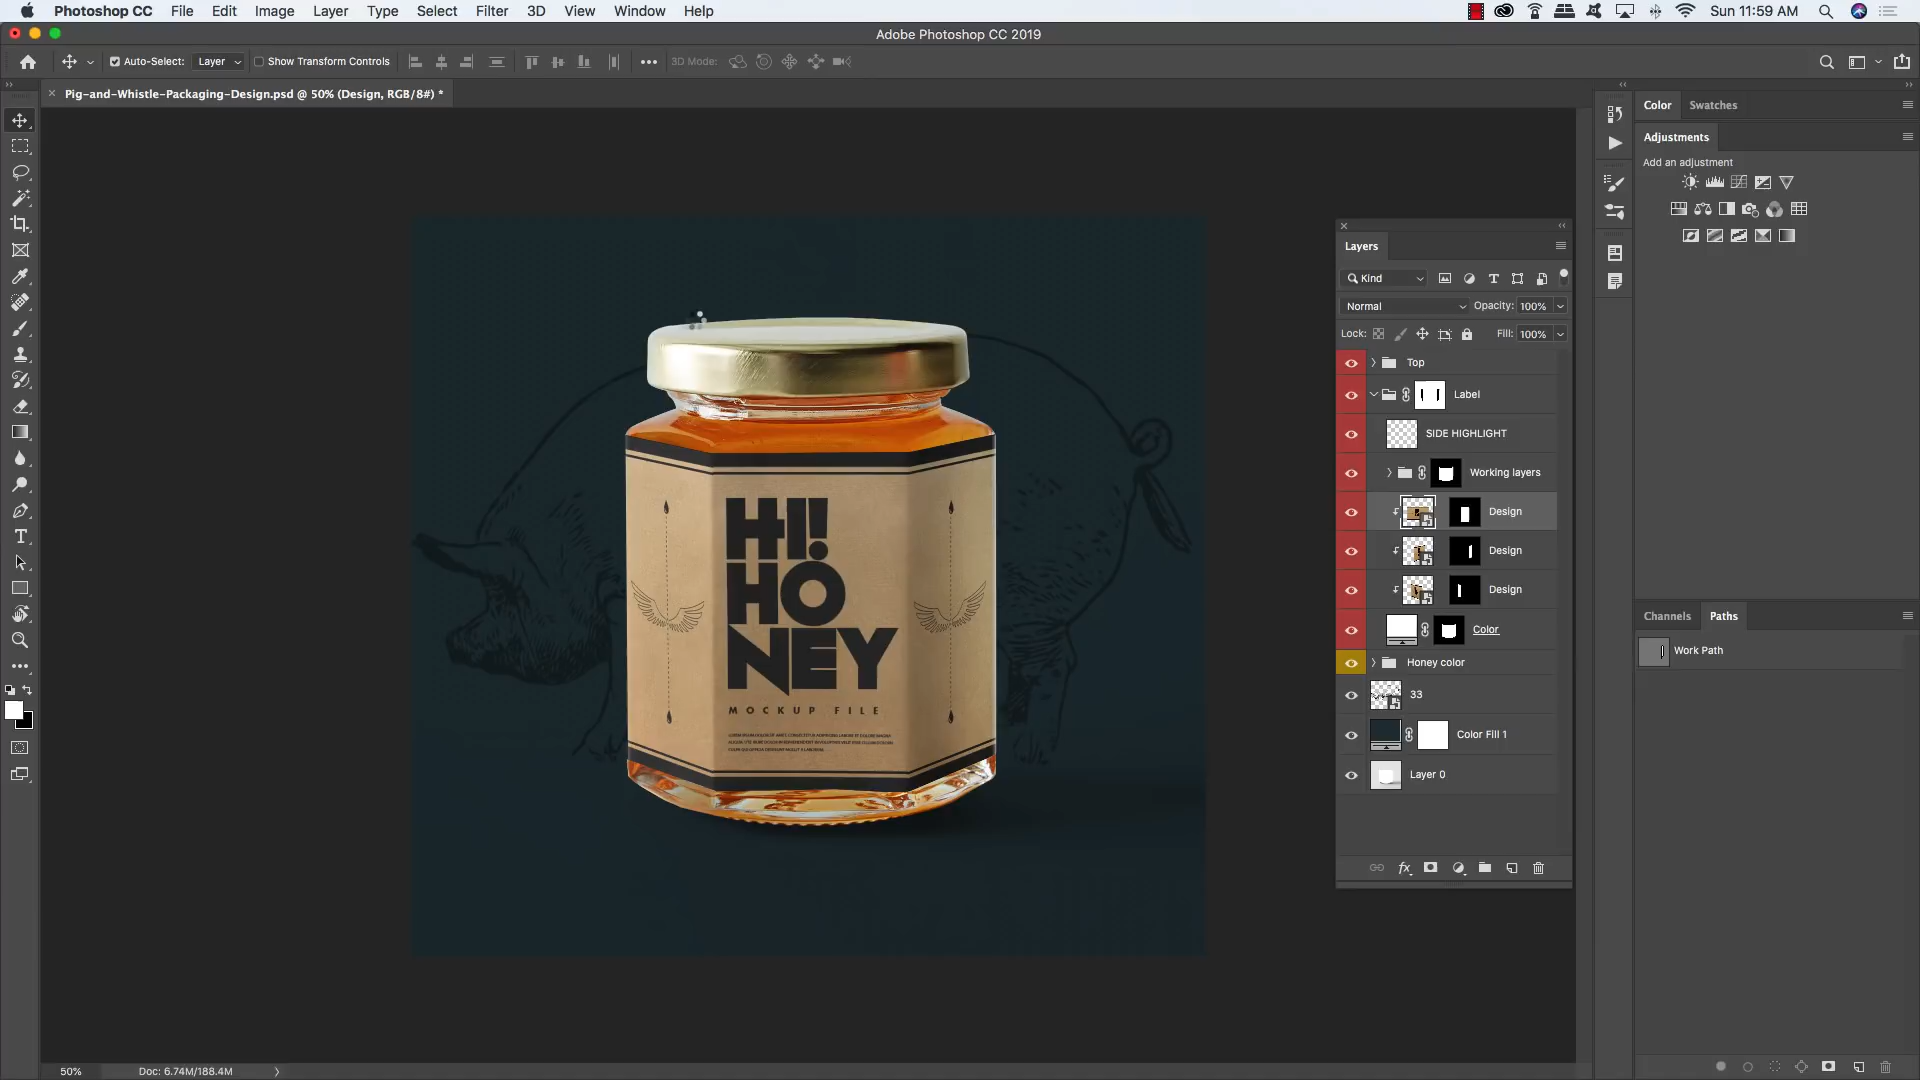 Photoshop CC File Edit Image Layer Type Select Filter 3D View Window Help Sun 11:59 AM
Adobe Photoshop CC 2019
Auto-Select: Layer Show Transform Controls 3D Mode:
Pig-and-Whistle-Packaging-Design.psd @ 50% (Design, RGB/8#) *
Color Swatches
Adjustments
Add an adjustment
Layers
Kind
Normal Opacity: 100%
Lock: Fill: 100%
Top
Label
SIDE HIGHLIGHT
Working layers
Design
Design
Design
Color
Honey color
33
Color Fill 1
Layer 0
Channels Paths
Work Path
HI!
HO
NEY
MOCKUP FILE
50% Doc: 6.74M/188.4M